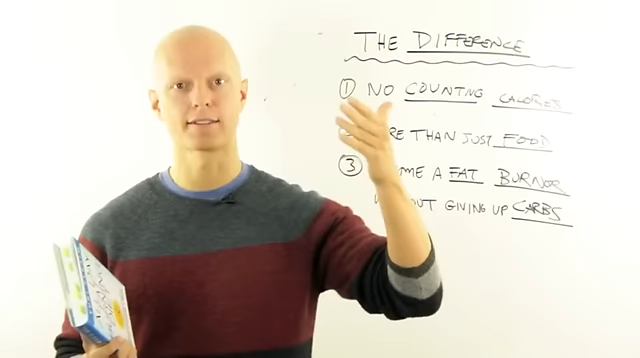 THE DIFFERENCE
① NO COUNTING CALORIES
THAN JUST FOOD
③ A FAT BURNER
GIVING UP CARBS